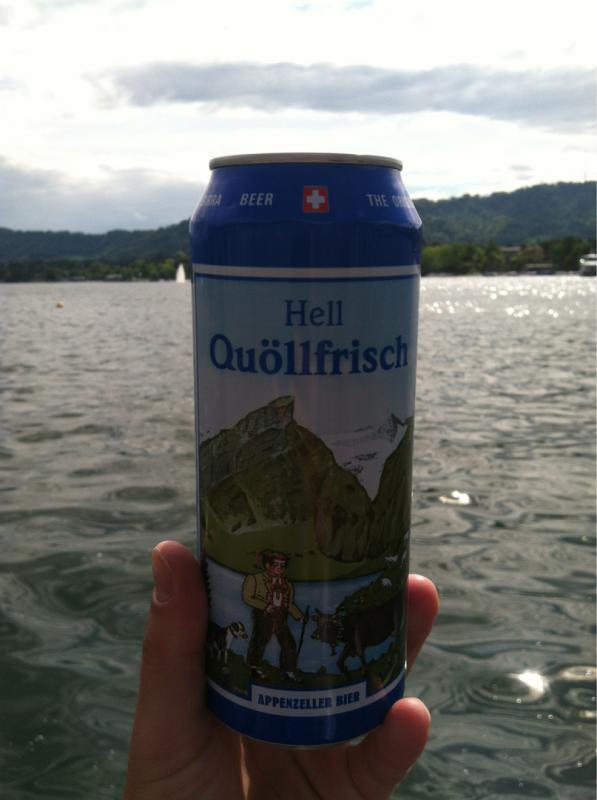 BEER THE
Hell
Quöllfrisch
APPENZELLER BIER